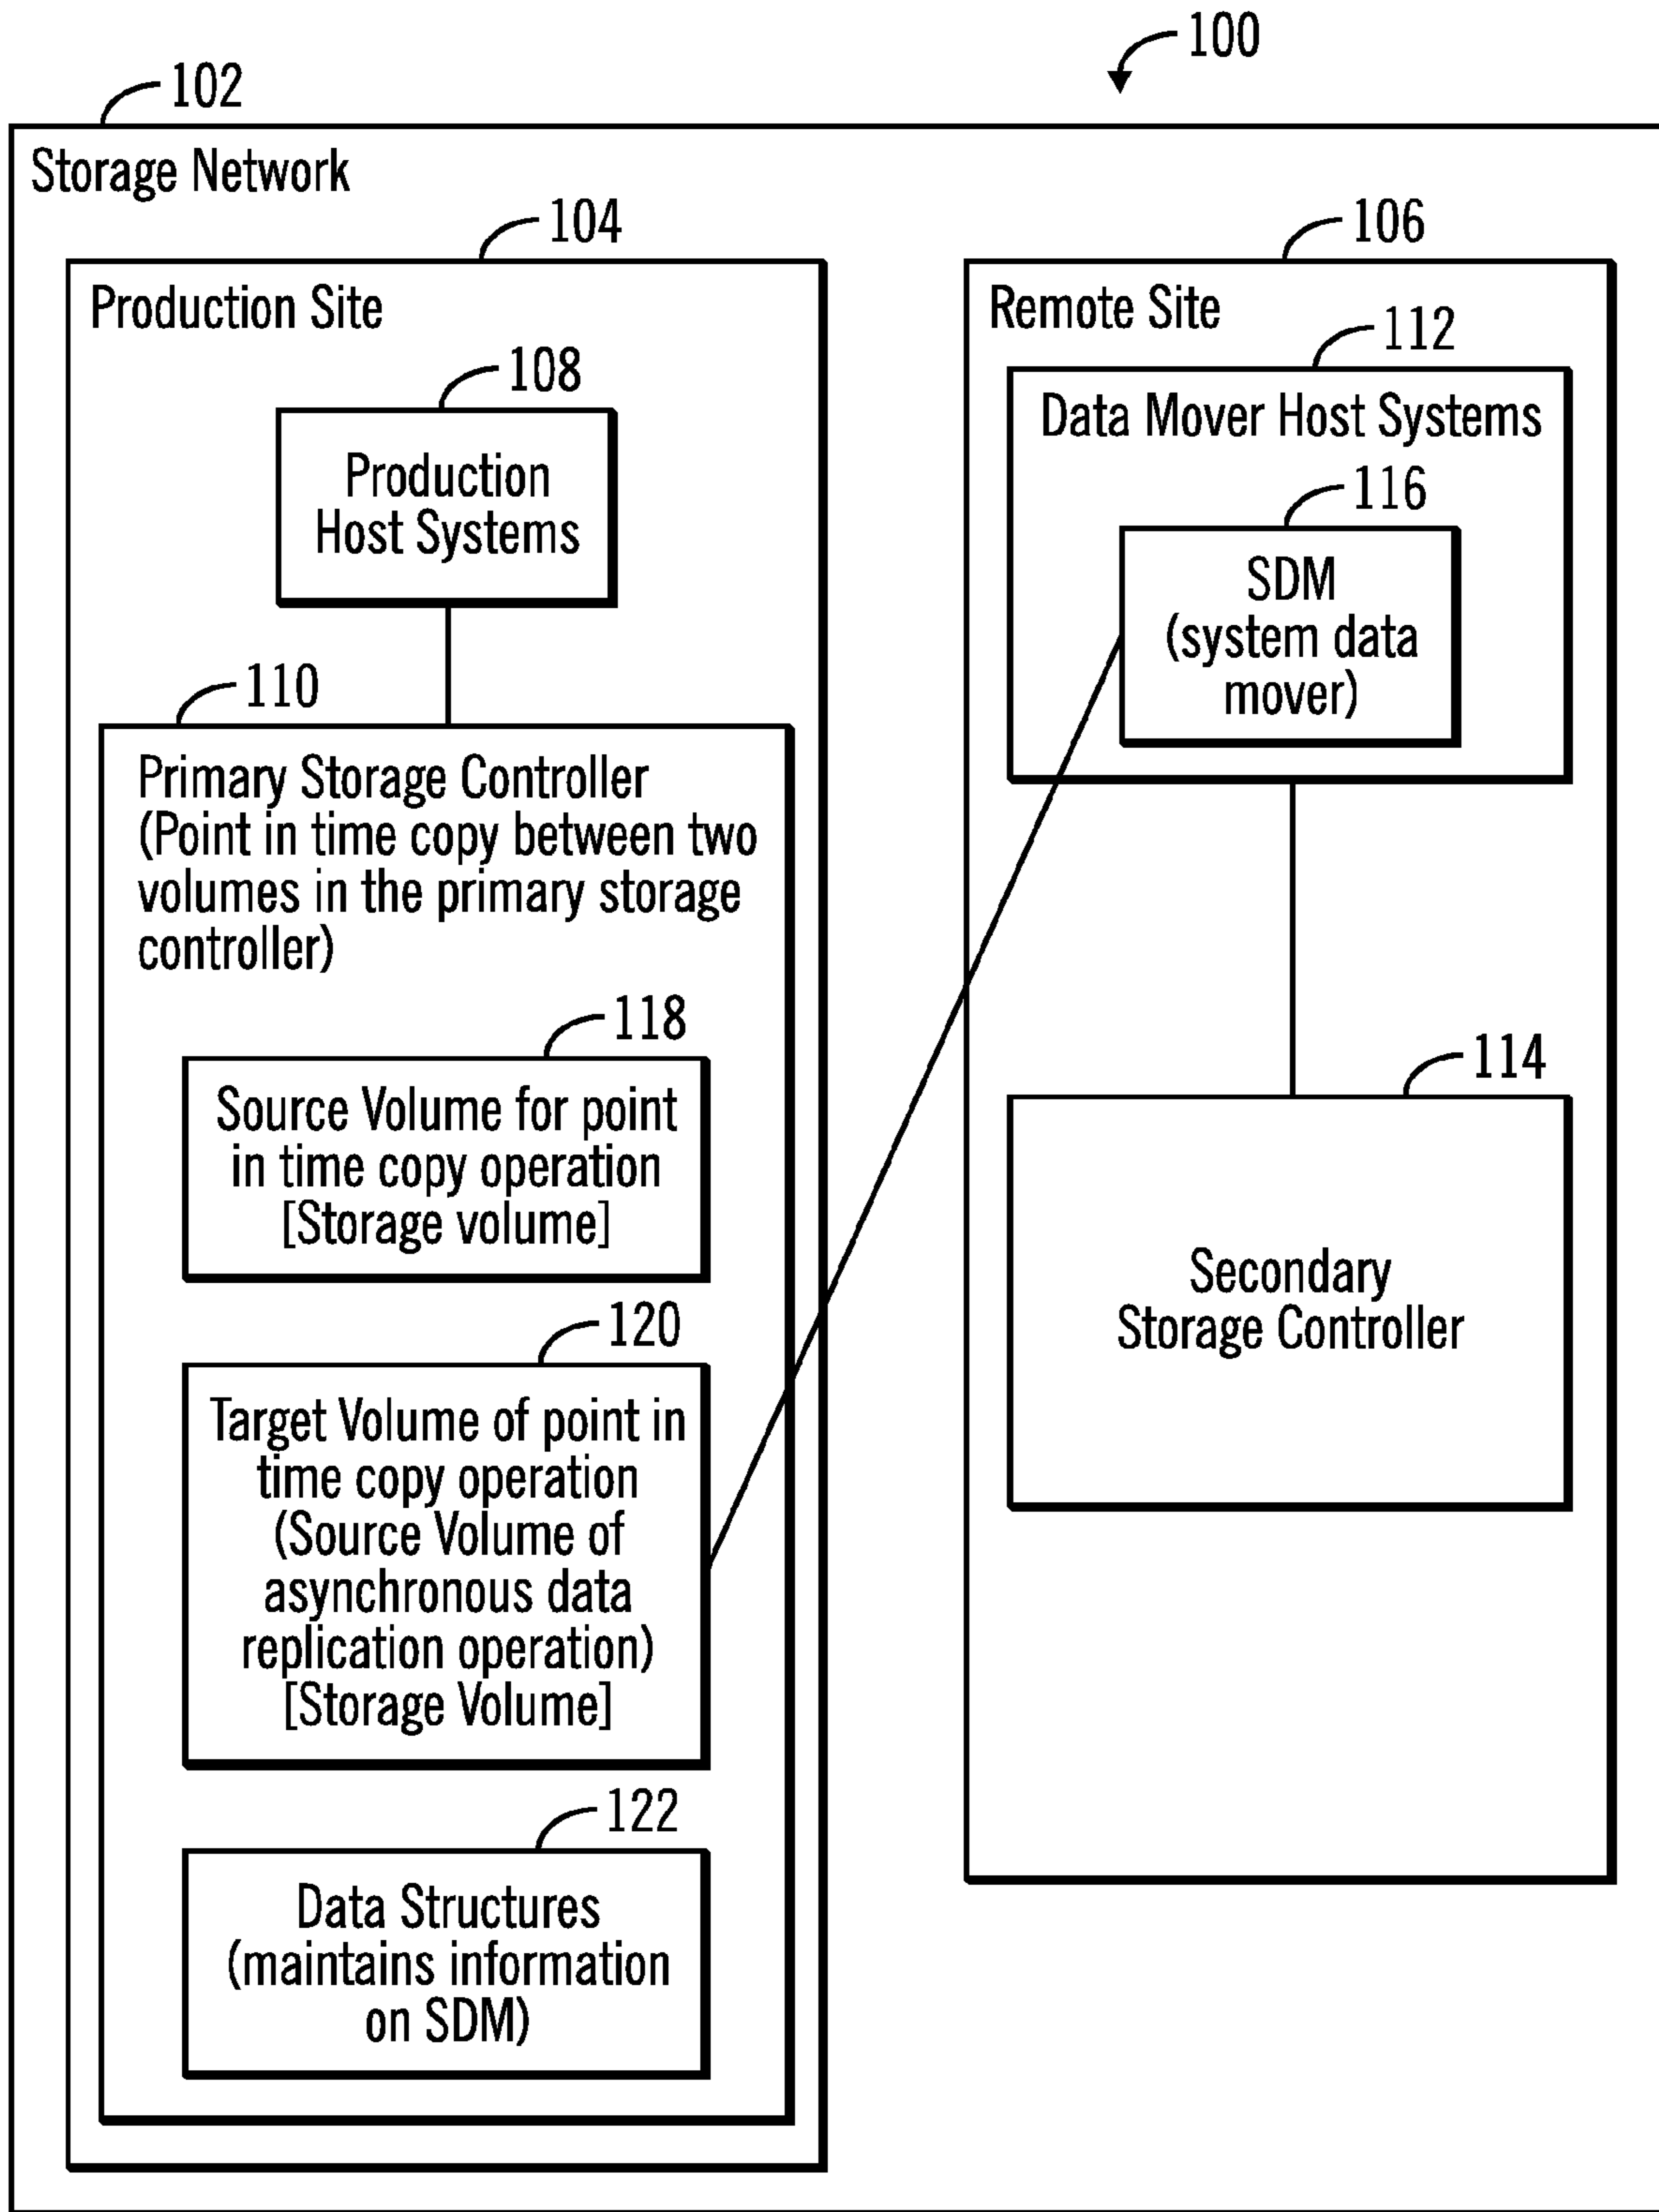 100
102
Storage Network
104
Production Site
108
Production
Host Systems
110
Primary Storage Controller
(Point in time copy between two
volumes in the primary storage
controller)
118
Source Volume for point
in time copy operation
[Storage volume]
120
Target Volume of point in
time copy operation
(Source Volume of
asynchronous data
replication operation)
[Storage Volume]
122
Data Structures
(maintains information
on SDM)
106
Remote Site
112
Data Mover Host Systems
116
SDM
(system data
mover)
114
Secondary
Storage Controller